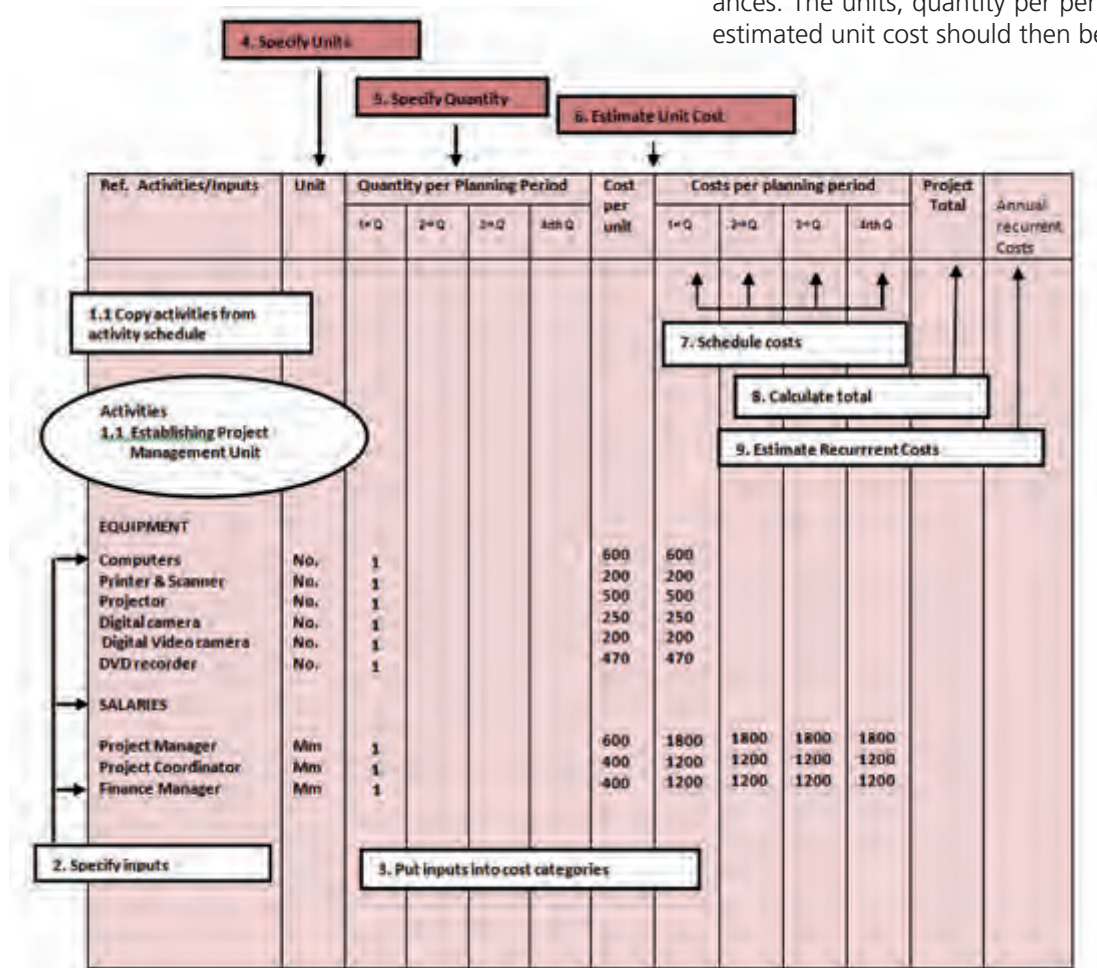 ances. The units, quantity per per
estimated unit cost should then be
4. Specify Units
5. Specify Quantity
6. Estimate Unit Cost
Ref. Activities/Inputs Unit Quantity per Planning Period Cost per unit Costs per planning period Project Total Annual recurrent Costs
1st Q 2nd Q 3rd Q 4rth Q 1st Q 2nd Q 3rd Q 4rth Q
1.1 Copy activities from
activity schedule
7. Schedule costs
8. Calculate total
9. Estimate Recurrrent Costs
Activities
1.1 Establishing Project
Management Unit
EQUIPMENT
Computers No. 1 600 600
Printer & Scanner No. 1 200 200
Projector No. 1 500 500
Digital camera No. 1 250 250
Digital Video camera No. 1 200 200
DVD recorder No. 1 470 470
SALARIES
Project Manager Mm 1 600 1800 1800 1800 1800
Project Coordinator Mm 1 400 1200 1200 1200 1200
Finance Manager Mm 1 400 1200 1200 1200 1200
2. Specify inputs
3. Put inputs into cost categories